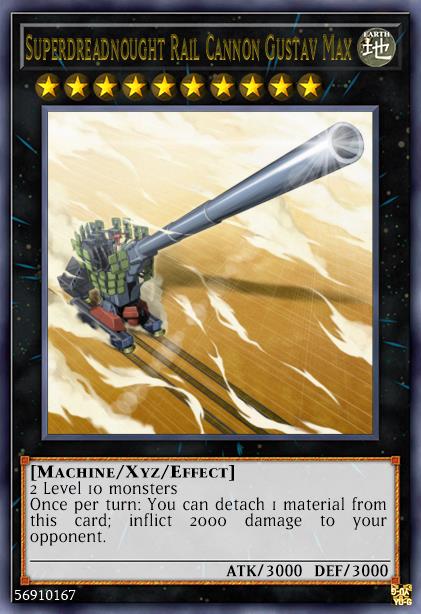 Superdreadnought Rail Cannon Gustav Max
EARTH
地
[Machine/Xyz/Effect]
2 Level 10 monsters
Once per turn: You can detach 1 material from
this card; inflict 2000 damage to your
opponent.
ATK/3000 DEF/3000
56910167